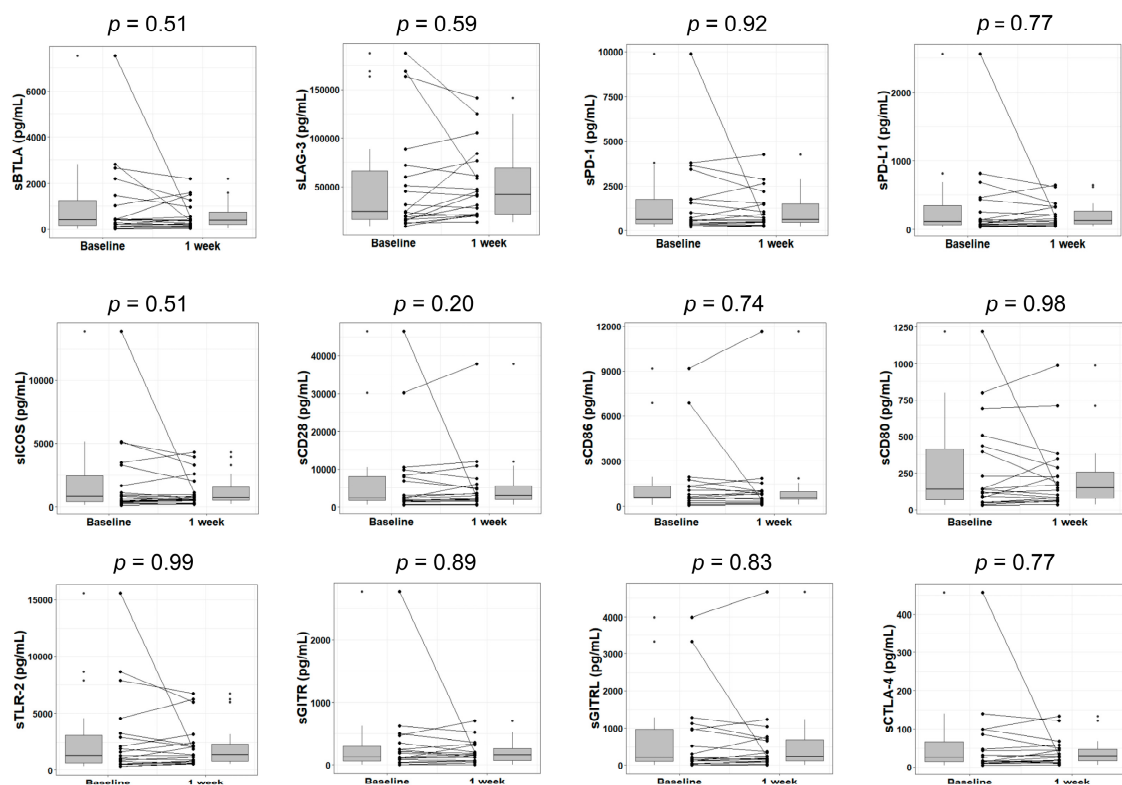 p = 0.51
sBTLA (pg/mL)
6000
4000
2000
0
Baseline
1 week
p = 0.59
sLAG-3 (pg/mL)
150000
100000
50000
Baseline
1 week
p = 0.92
sPD-1 (pg/mL)
10000
7500
5000
2500
0
Baseline
1 week
p = 0.77
sPD-L1 (pg/mL)
2000
1000
0
Baseline
1 week
p = 0.51
sICOS (pg/mL)
10000
5000
0
Baseline
1 week
p = 0.20
sCD28 (pg/mL)
40000
30000
20000
10000
0
Baseline
1 week
p = 0.74
sCD86 (pg/mL)
12000
9000
6000
3000
0
Baseline
1 week
p = 0.98
sCD80 (pg/mL)
1250
1000
750
500
250
0
Baseline
1 week
p = 0.99
sTLR-2 (pg/mL)
15000
10000
5000
0
Baseline
1 week
p = 0.89
sGITR (pg/mL)
2000
1000
0
Baseline
1 week
p = 0.83
sGITRL (pg/mL)
4000
3000
2000
1000
0
Baseline
1 week
p = 0.77
sCTLA-4 (pg/mL)
400
300
200
100
0
Baseline
1 week